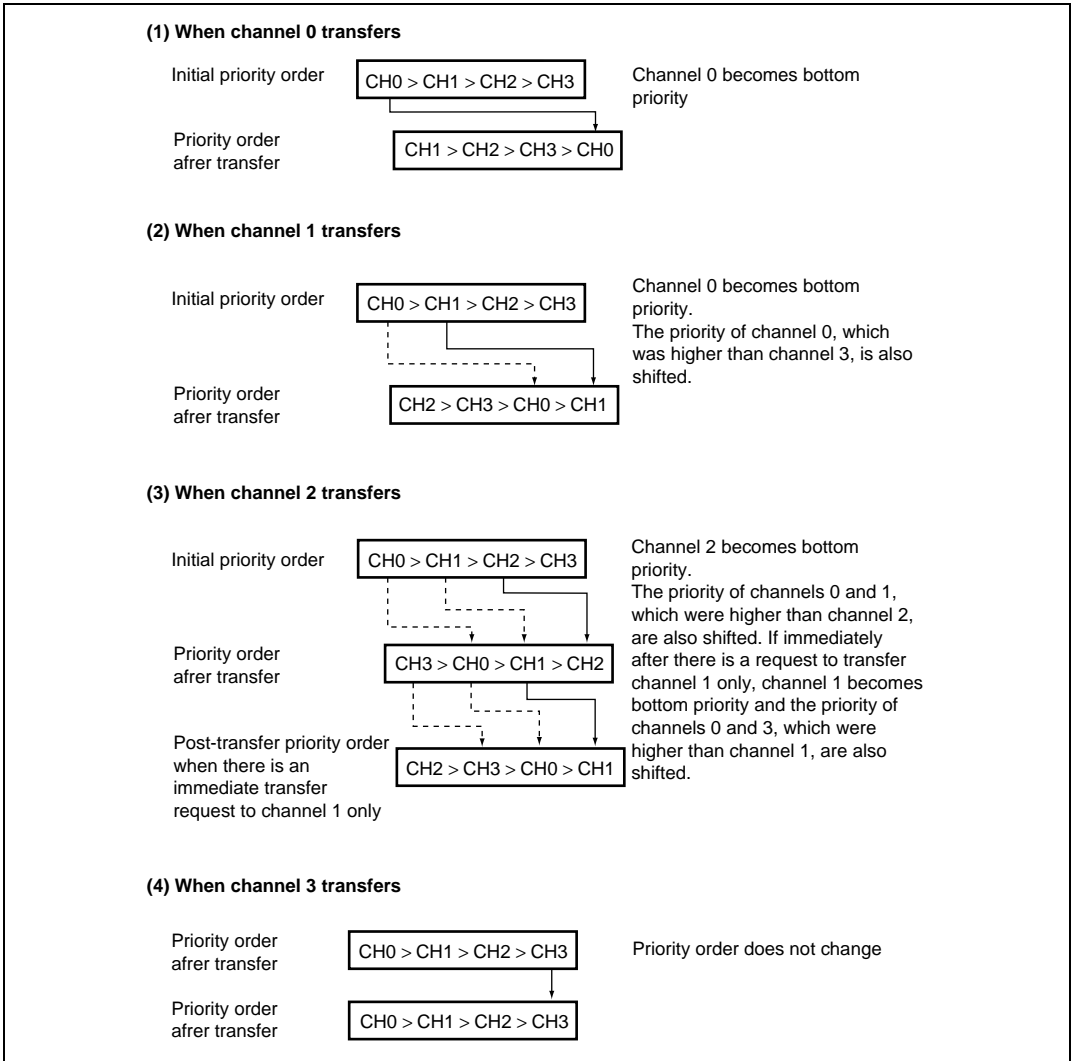 (1) When channel 0 transfers
Initial priority order
CH0 > CH1 > CH2 > CH3
Channel 0 becomes bottom
priority
Priority order
afrer transfer
CH1 > CH2 > CH3 > CH0
(2) When channel 1 transfers
Initial priority order
CH0 > CH1 > CH2 > CH3
Channel 0 becomes bottom
priority.
The priority of channel 0, which
was higher than channel 3, is also
shifted.
Priority order
afrer transfer
CH2 > CH3 > CH0 > CH1
(3) When channel 2 transfers
Initial priority order
CH0 > CH1 > CH2 > CH3
Channel 2 becomes bottom
priority.
The priority of channels 0 and 1,
which were higher than channel 2,
are also shifted. If immediately
after there is a request to transfer
channel 1 only, channel 1 becomes
bottom priority and the priority of
channels 0 and 3, which were
higher than channel 1, are also
shifted.
Priority order
afrer transfer
CH3 > CH0 > CH1 > CH2
Post-transfer priority order
when there is an
immediate transfer
request to channel 1 only
CH2 > CH3 > CH0 > CH1
(4) When channel 3 transfers
Priority order
afrer transfer
CH0 > CH1 > CH2 > CH3
Priority order does not change
Priority order
afrer transfer
CH0 > CH1 > CH2 > CH3